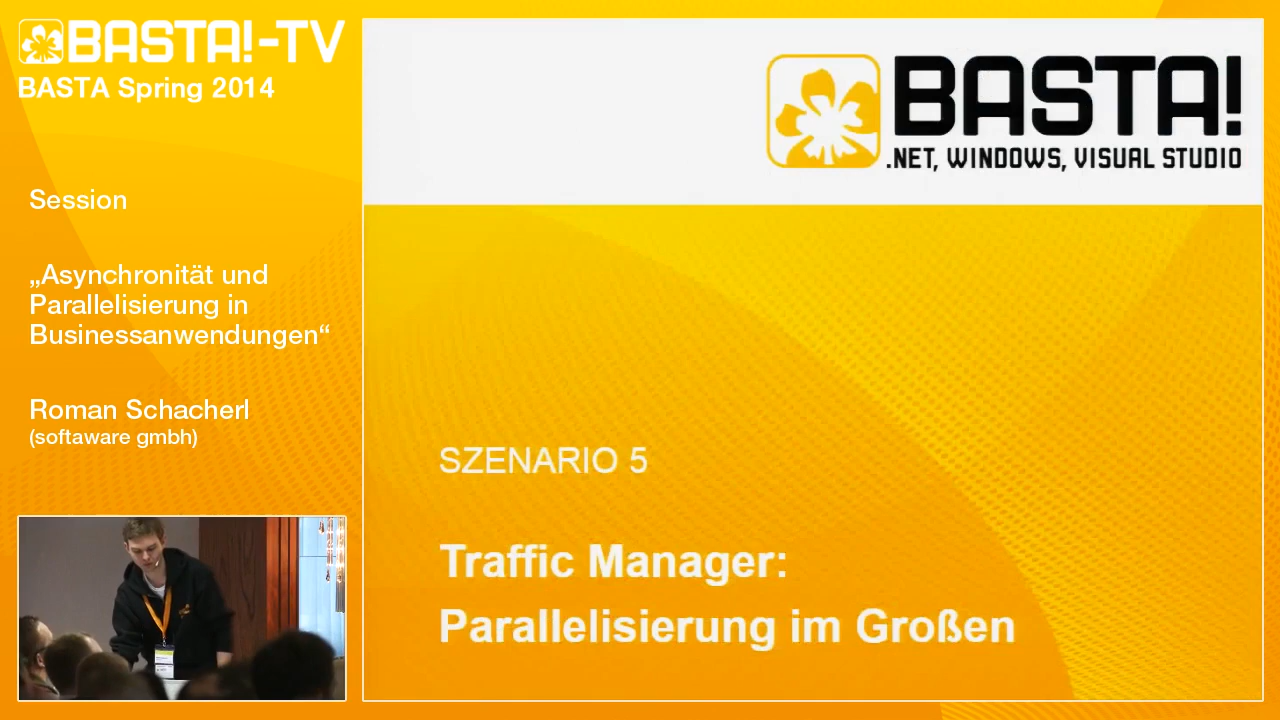 BASTA!-TV
BASTA Spring 2014
Session
„Asynchronität und
Parallelisierung in
Businessanwendungen“
Roman Schacherl
(softaware gmbh)
BASTA!
.NET, WINDOWS, VISUAL STUDIO
SZENARIO 5
Traffic Manager:
Parallelisierung im Großen